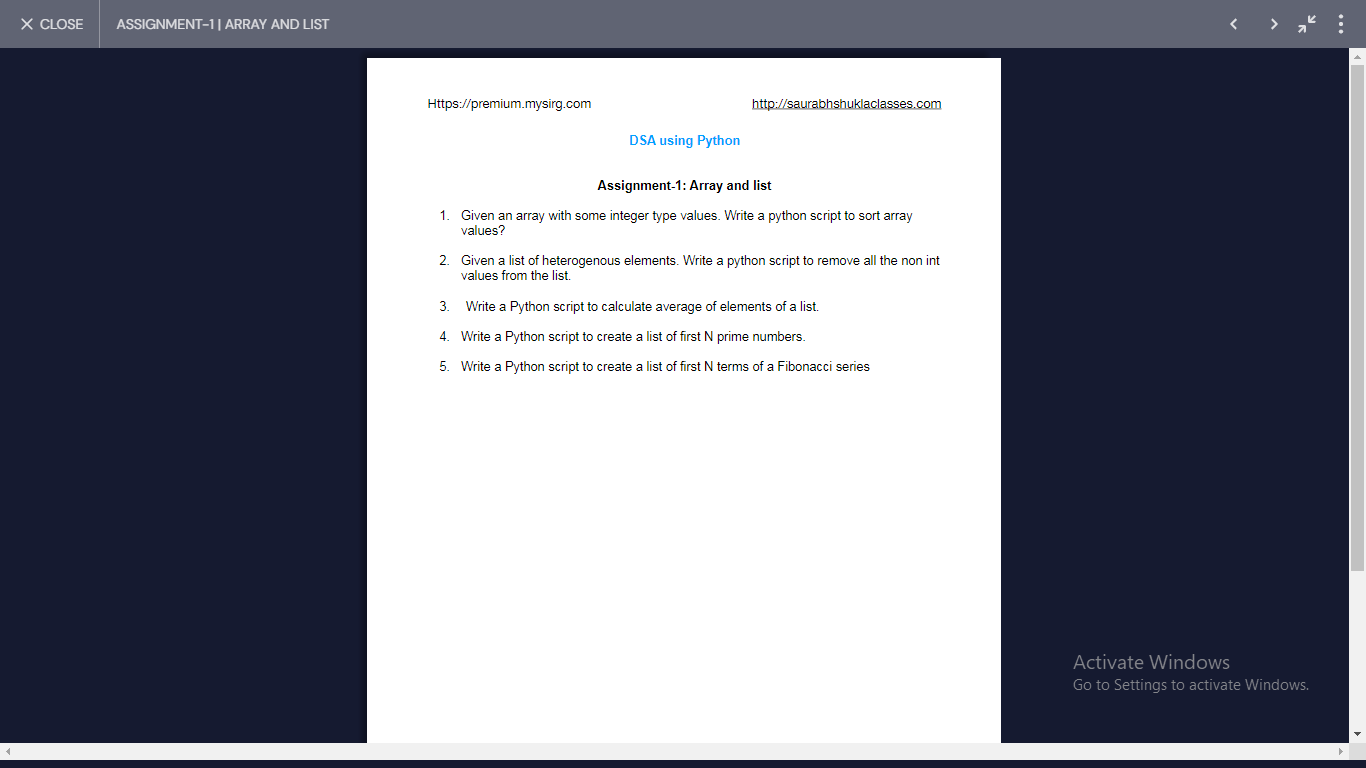 CLOSE
ASSIGNMENT-1 | ARRAY AND LIST
Https://premium.mysirg.com
http://saurabhshuklaclasses.com
DSA using Python
Assignment-1: Array and list
1. Given an array with some integer type values. Write a python script to sort array
values?
2. Given a list of heterogenous elements. Write a python script to remove all the non int
values from the list.
3. Write a Python script to calculate average of elements of a list.
4. Write a Python script to create a list of first N prime numbers.
5. Write a Python script to create a list of first N terms of a Fibonacci series
Activate Windows
Go to Settings to activate Windows.